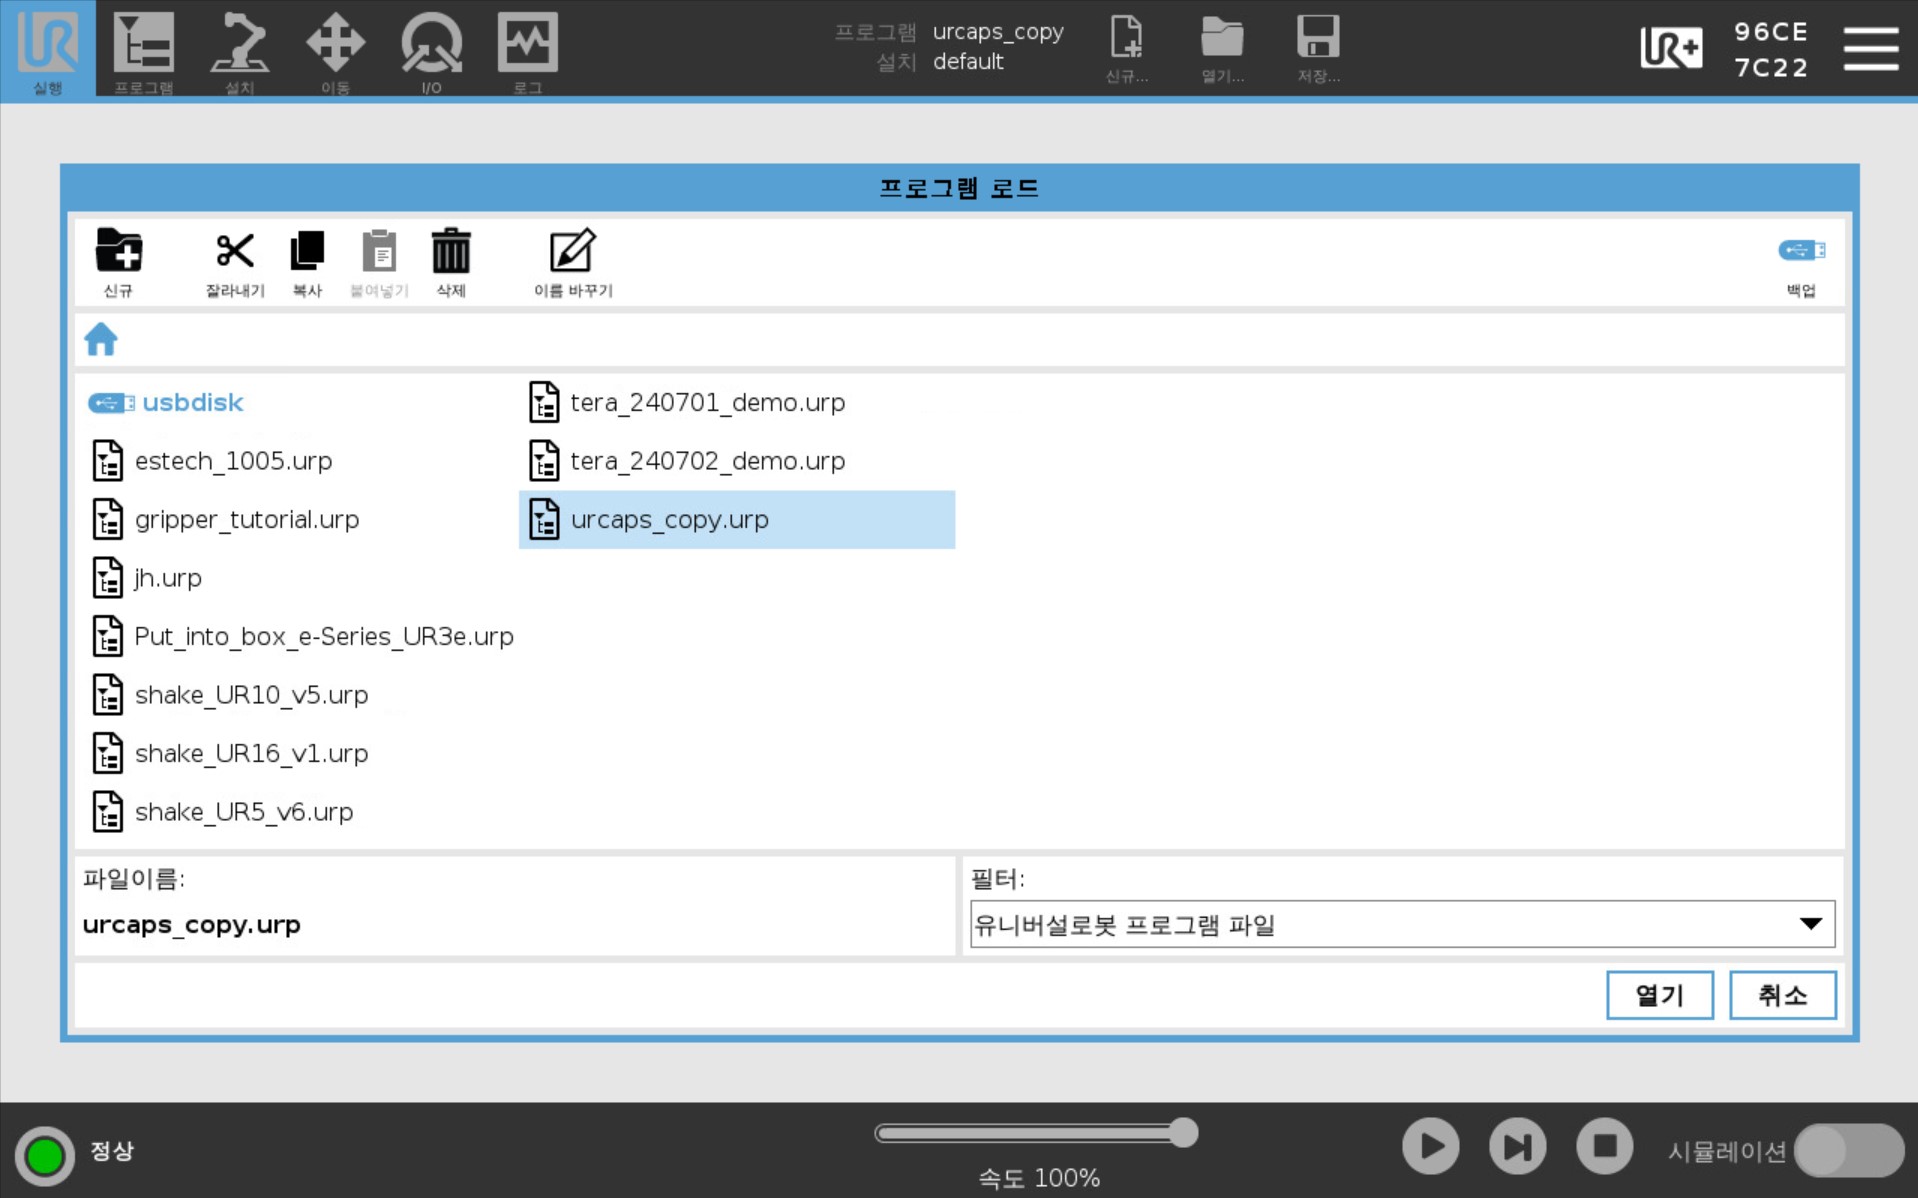 실행
프로그램
설치
이동
I/O
로그
프로그램 urcaps_copy
설치 default
신규...
열기...
저장...
UR+
96CE
7C22
프로그램 로드
신규
잘라내기
복사
붙여넣기
삭제
이름 바꾸기
백업
usbdisk
estech_1005.urp
gripper_tutorial.urp
jh.urp
Put_into_box_e-Series_UR3e.urp
shake_UR10_v5.urp
shake_UR16_v1.urp
shake_UR5_v6.urp
tera_240701_demo.urp
tera_240702_demo.urp
urcaps_copy.urp
파일이름:
urcaps_copy.urp
필터:
유니버설로봇 프로그램 파일
열기
취소
정상
속도 100%
시뮬레이션